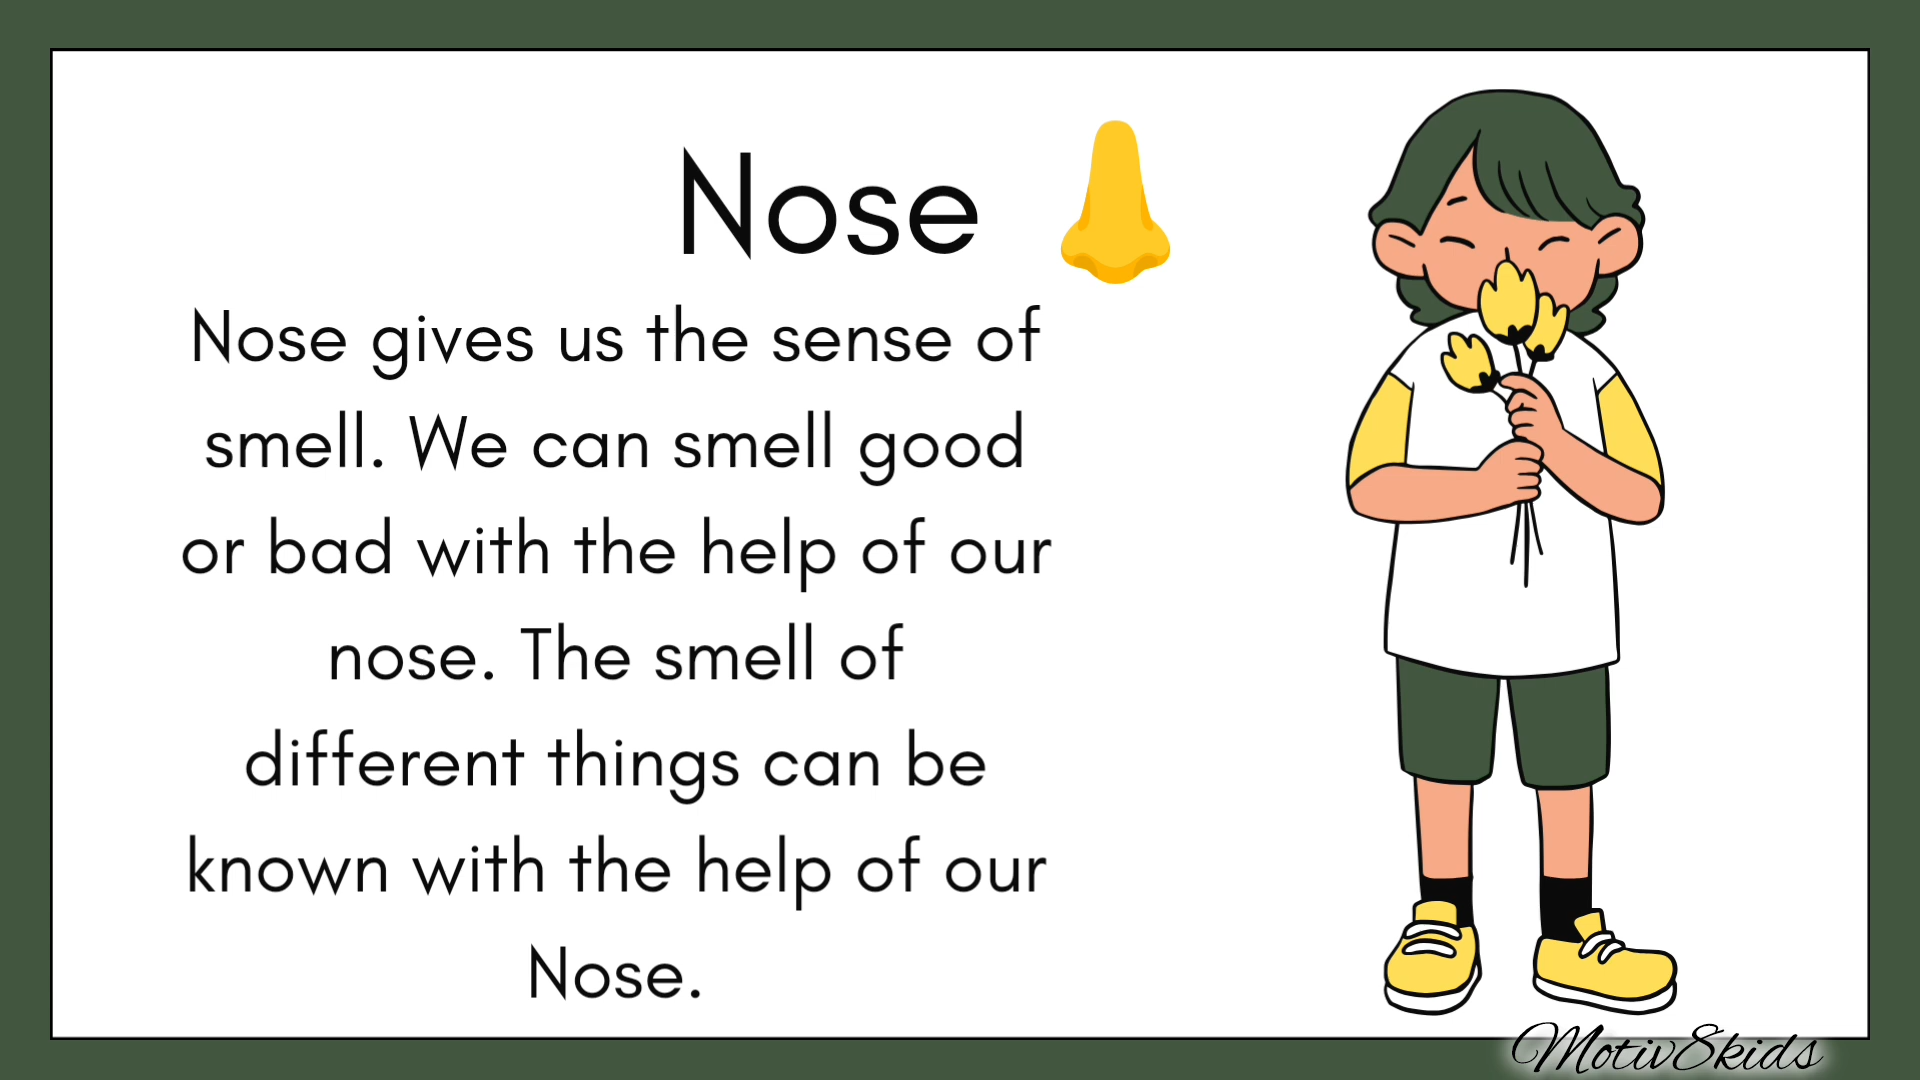 Nose
Nose gives us the sense of
smell. We can smell good
or bad with the help of our
nose. The smell of
different things can be
known with the help of our
Nose.
Motiv8kids